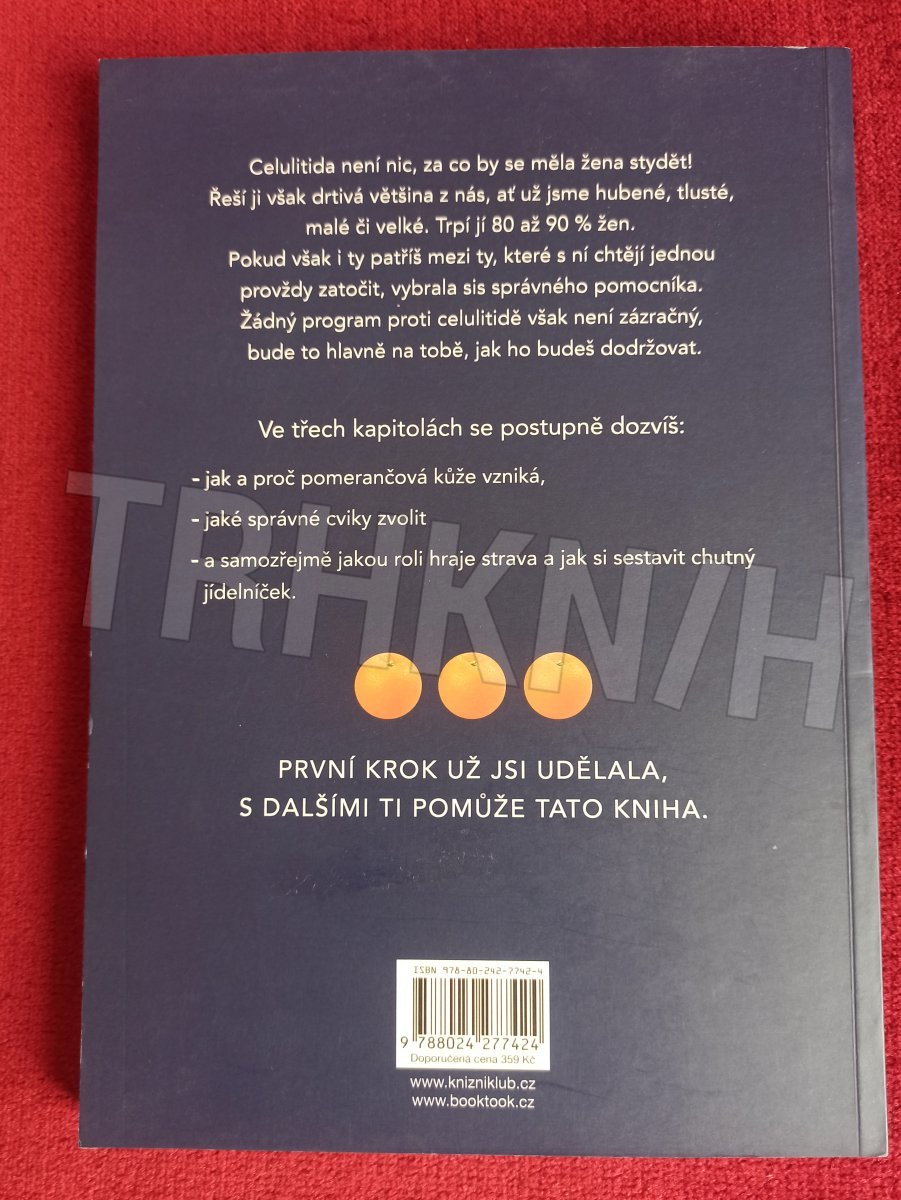 Celulitida není nic, za co by se měla žena stydět!
Řeší ji však drtivá většina z nás, ať už jsme hubené, tlusté,
malé či velké. Trpí jí 80 až 90 % žen.
Pokud však i ty patříš mezi ty, které s ní chtějí jednou
provždy zatočit, vybrala sis správného pomocníka.
Žádný program proti celulitidě však není zázračný,
bude to hlavně na tobě, jak ho budeš dodržovat.
Ve třech kapitolách se postupně dozvíš:
- jak a proč pomerančová kůže vzniká,
- jaké správné cviky zvolit
- a samozřejmě jakou roli hraje strava a jak si sestavit chutný
jídelníček.
TRHKN/H
PRVNÍ KROK UŽ JSI UDĚLALA,
S DALŠÍMI TI POMŮŽE TATO KNIHA.
ISBN 978-80-242-7742-4
9 788024 277424
Doporučená cena 359 Kč
www.knizniklub.cz
www.booktook.cz